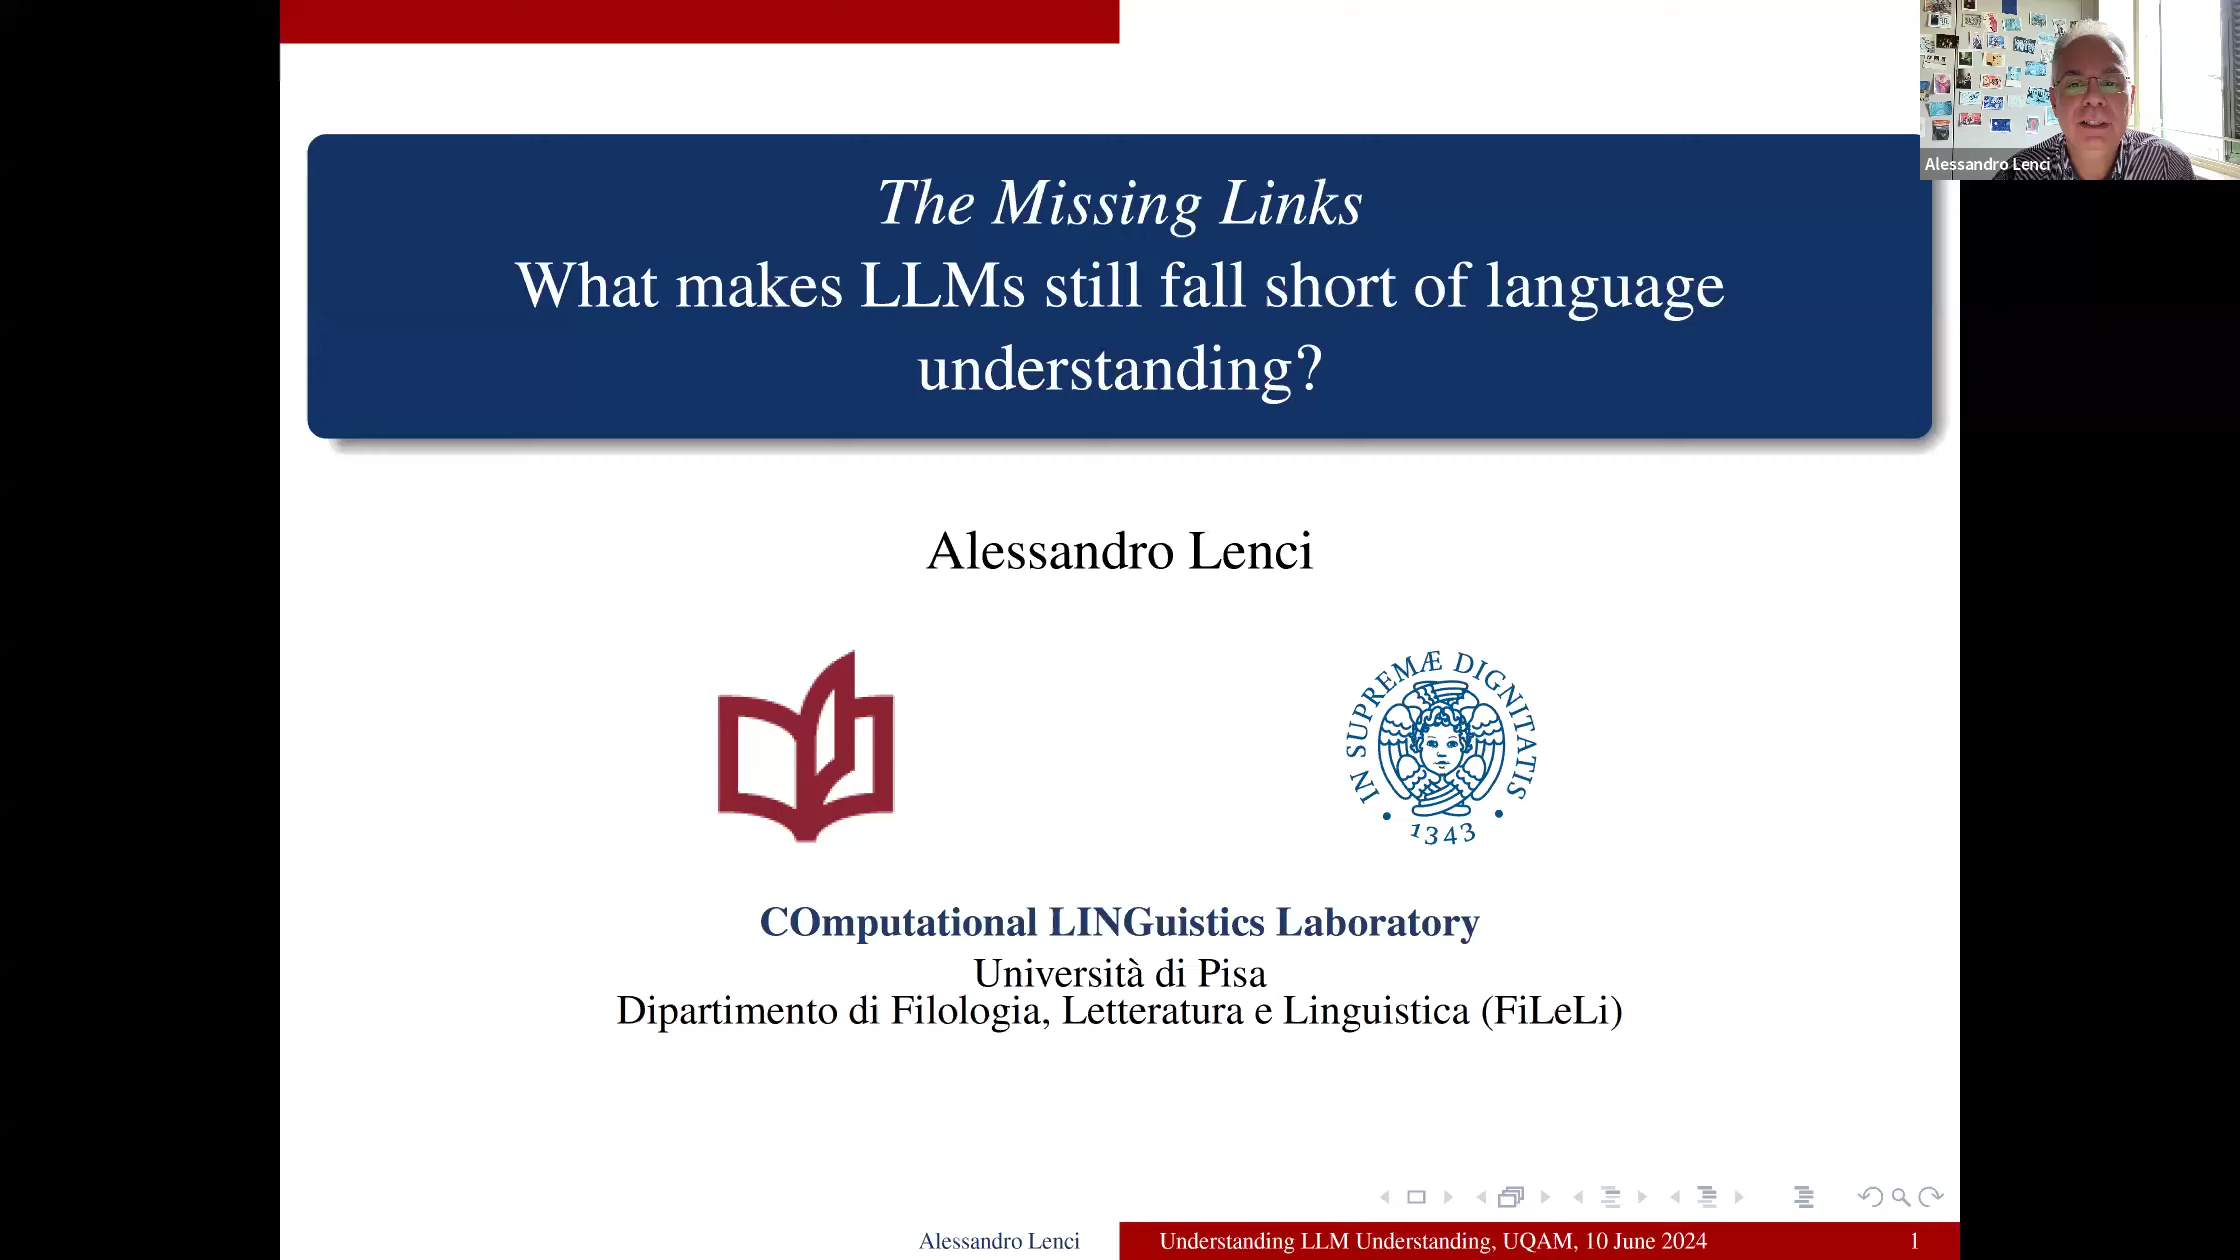 The Missing Links
What makes LLMs still fall short of language
understanding?
Alessandro Lenci
Alessandro Lenci
IN SUPREMÆ DIGNITATIS
1343
COmputational LINGuistics Laboratory
Università di Pisa
Dipartimento di Filologia, Letteratura e Linguistica (FiLeLi)
Alessandro Lenci
Understanding LLM Understanding, UQAM, 10 June 2024
1